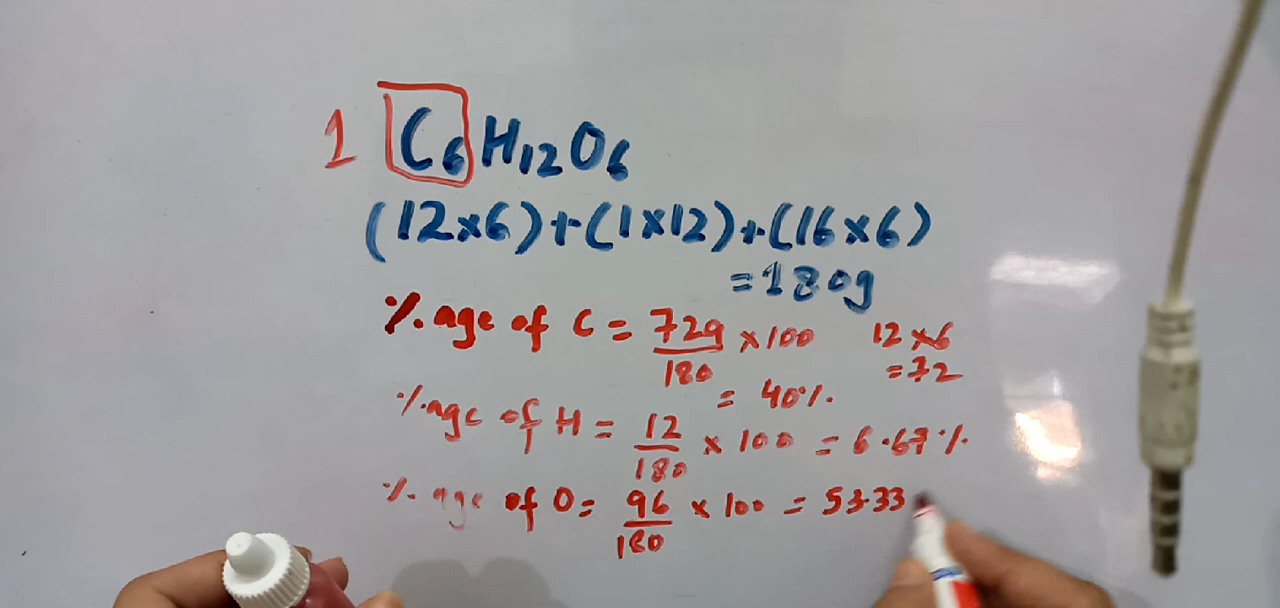 1 C₆H₁₂O₆
(12×6)+(1×12)+(16×6)
=180g
%age of C = 72g/180 ×100
12×6
=72
= 40%.
%age of H = 12/180 × 100 = 6.67%
%age of O = 96/180 × 100 = 53.33